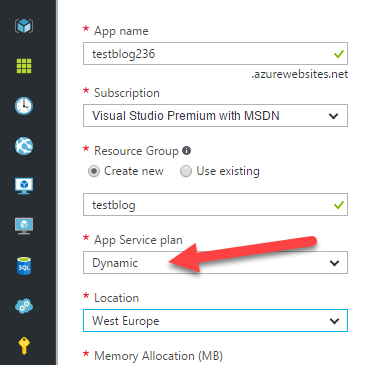 * App name
testblog236
.azurewebsites.net
* Subscription
Visual Studio Premium with MSDN
* Resource Group
Create new Use existing
testblog
* App Service plan
Dynamic
* Location
West Europe
* Memory Allocation (MB)
SQL